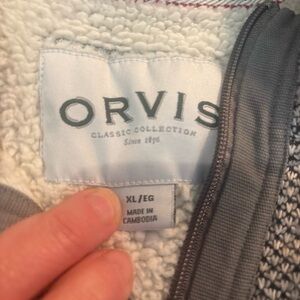 ORVIS
CLASSIC COLLECTION
Since 1856
XL/EG
MADE IN
CAMBODIA